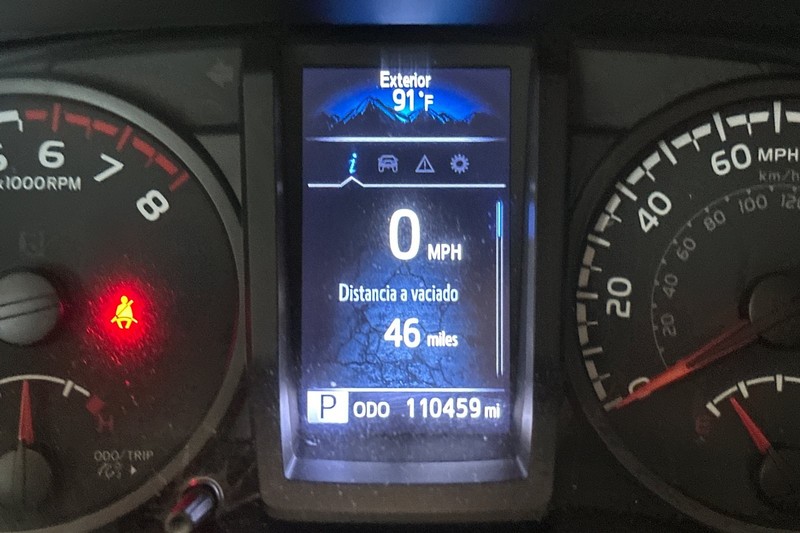 Exterior
91°F
i
0 MPH
Distancia a vaciado
46 miles
P ODO 110459 mi
6 7 8
x1000RPM
H
ODO/TRIP
0 20 40 60 MPH
km/h
20 40 60 80 100 120
E